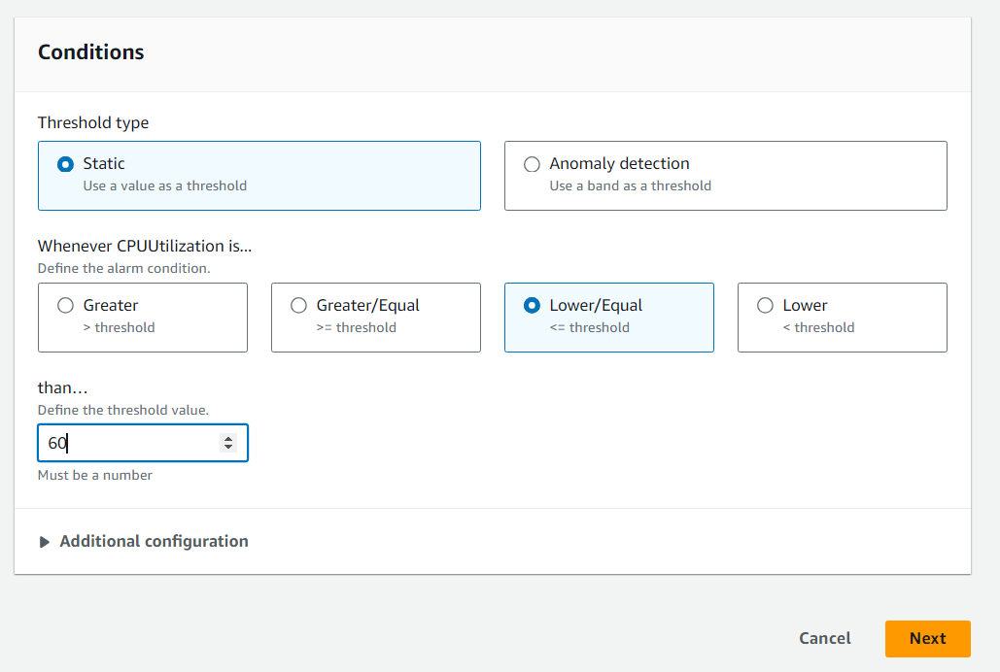 Conditions
Threshold type
Static
Use a value as a threshold
Anomaly detection
Use a band as a threshold
Whenever CPUUtilization is...
Define the alarm condition.
Greater
> threshold
Greater/Equal
>= threshold
Lower/Equal
<= threshold
Lower
< threshold
than...
Define the threshold value.
60
Must be a number
Additional configuration
Cancel
Next